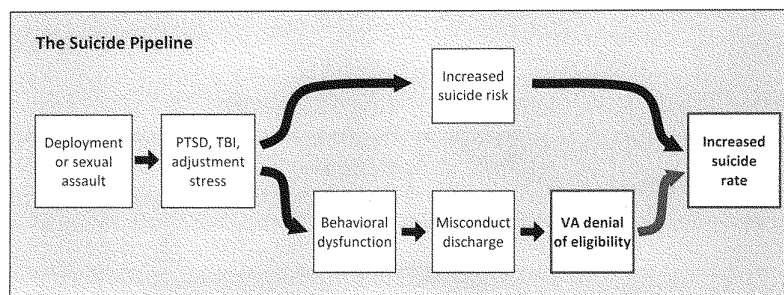 The Suicide Pipeline
Deployment
or sexual
assault
PTSD, TBI,
adjustment
stress
Increased
suicide risk
Behavioral
dysfunction
Misconduct
discharge
VA denial
of eligibility
Increased
suicide
rate